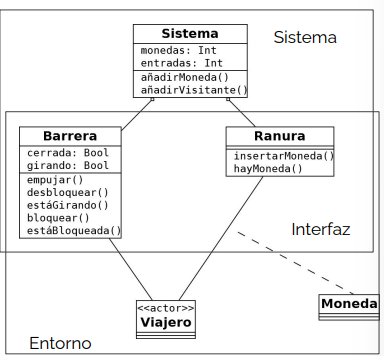 Sistema
Sistema
monedas: Int
entradas: Int
añadirMoneda()
añadirVisitante()
Barrera
cerrada: Bool
girando: Bool
empujar()
desbloquear()
estáGirando()
bloquear()
estáBloqueada()
Ranura
insertarMoneda()
hayMoneda()
Interfaz
<<actor>>
Viajero
Moneda
Entorno